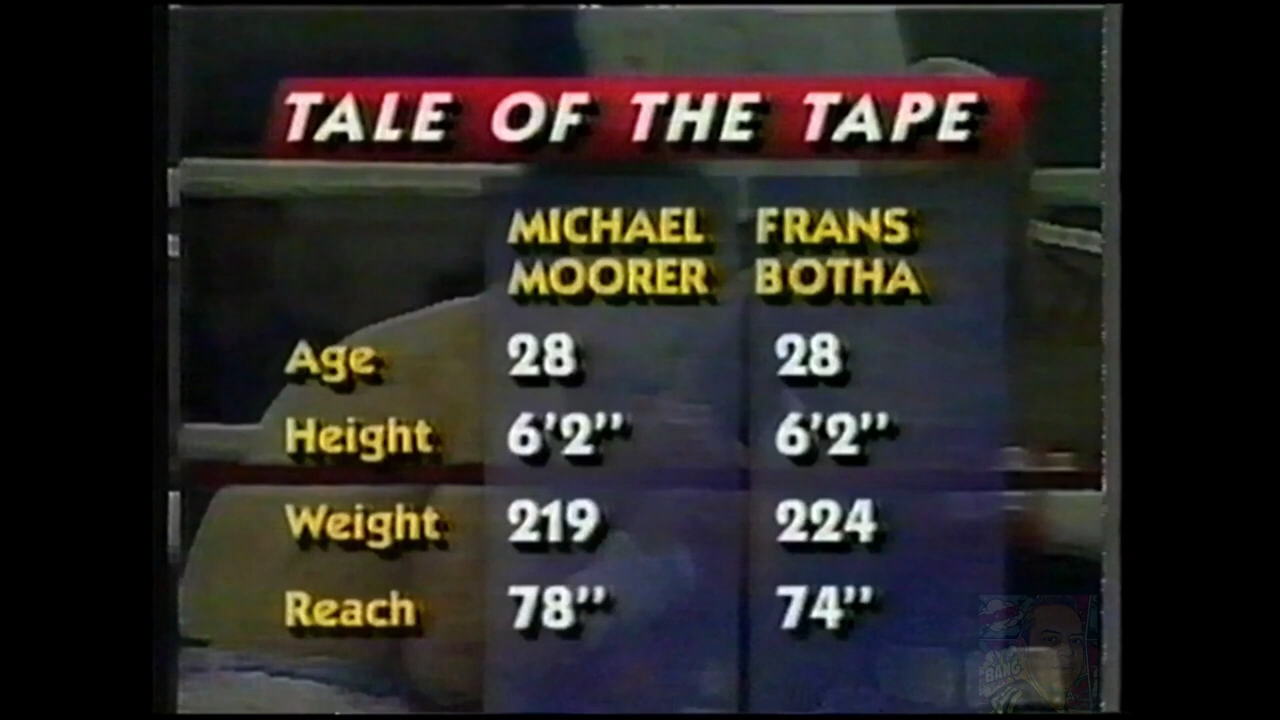 TALE OF THE TAPE
MICHAEL MOORER
FRANS BOTHA
Age 28 28
Height 6'2'' 6'2''
Weight 219 224
Reach 78'' 74''
BANG